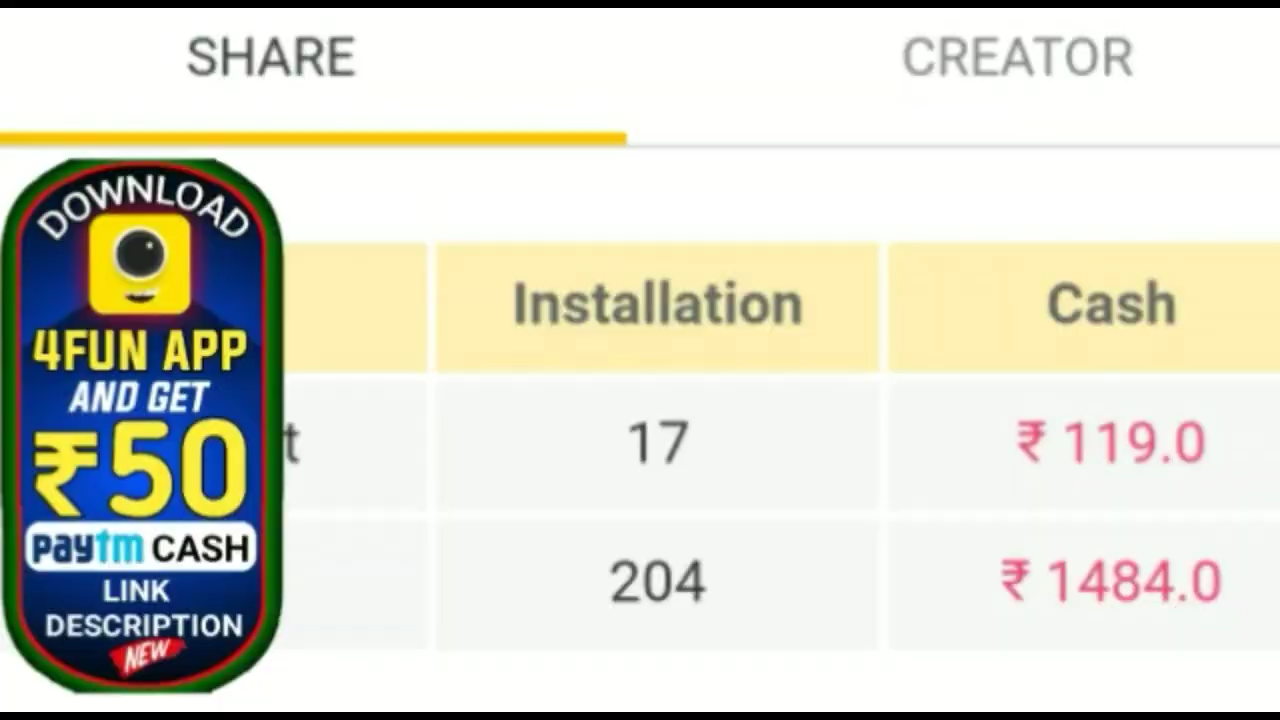 SHARE
CREATOR
DOWNLOAD
4FUN APP
AND GET
₹50
paytm CASH
LINK
DESCRIPTION
NEW
Installation
Cash
t
17
₹ 119.0
204
₹ 1484.0